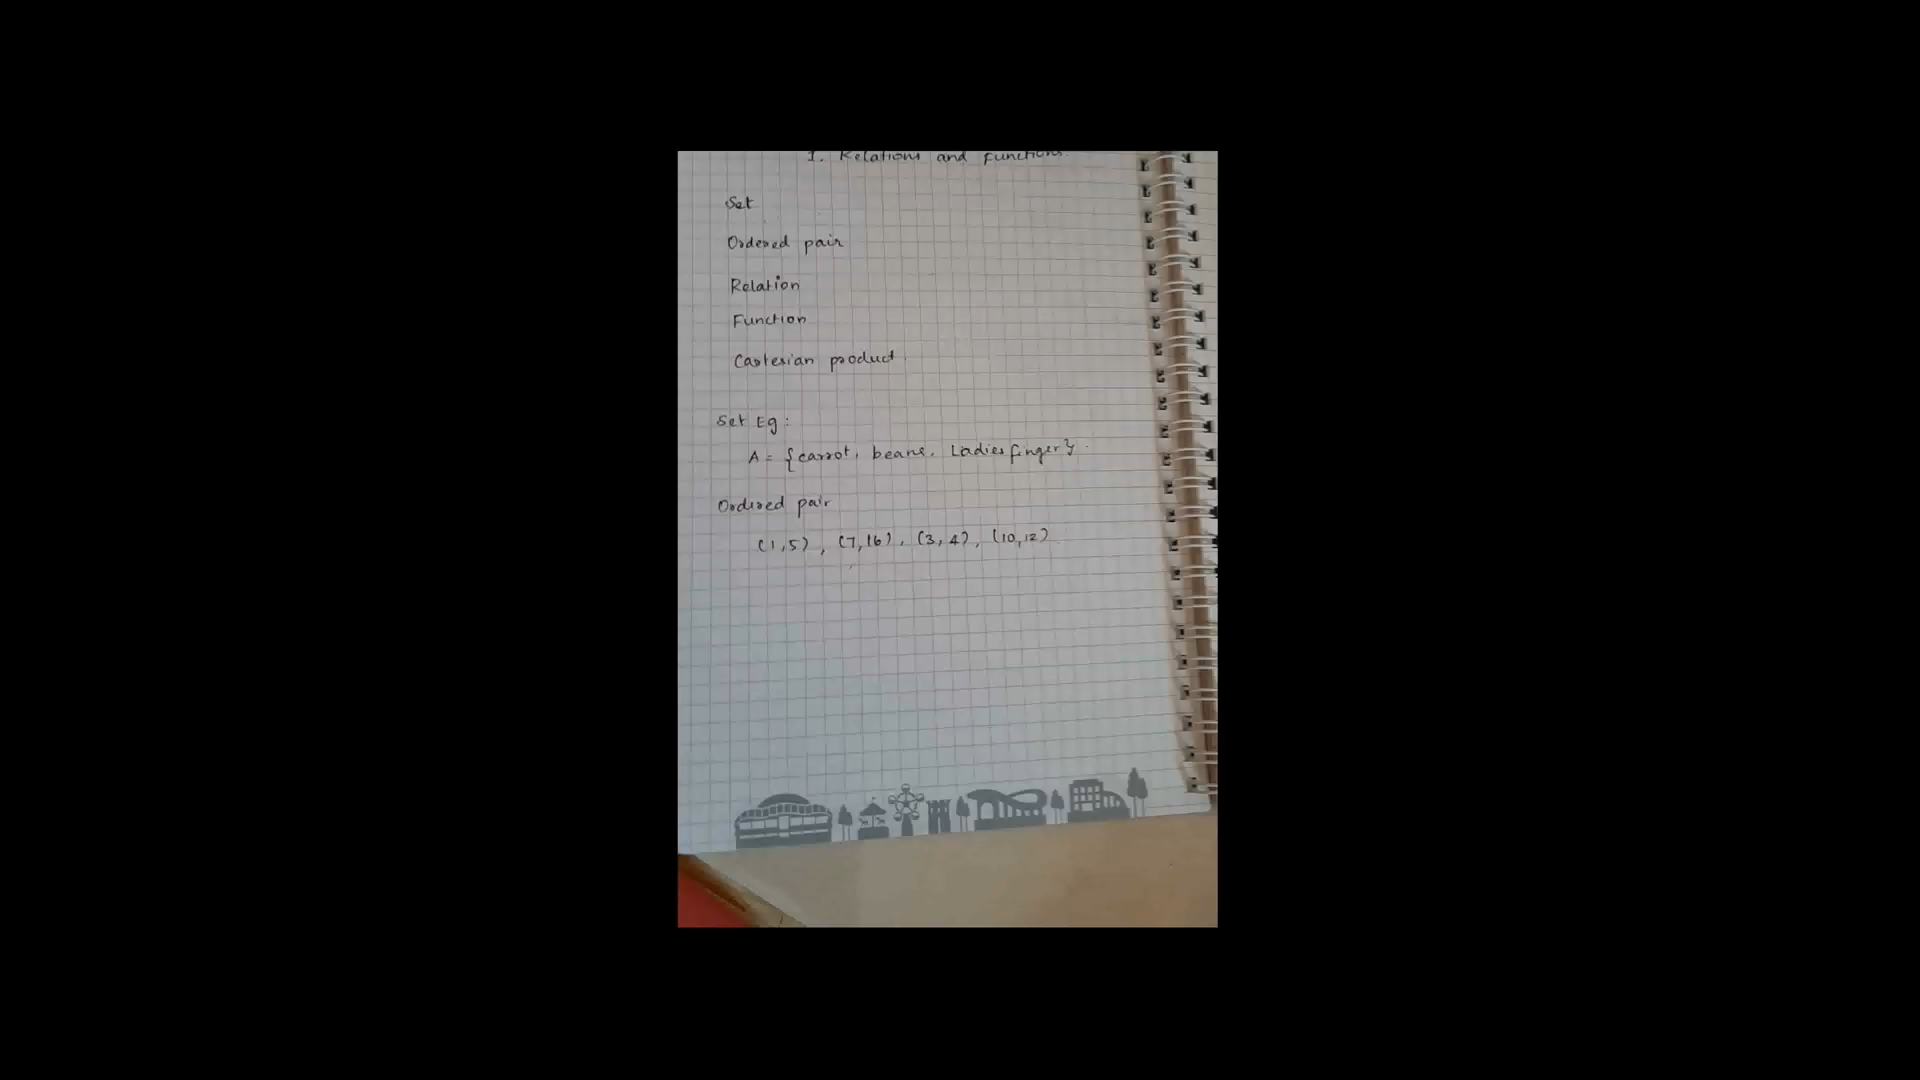 1. Relations and Functions
Set
Ordered pair
Relation
Function
Cartesian product
Set Eg:
A = {carrot, beans, Ladies finger}.
Ordered pair
(1,5), (7,16), (3,4), (10,12)